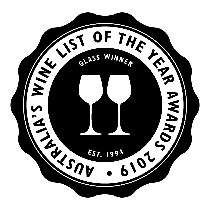 AUSTRALIA'S WINE LIST OF THE YEAR AWARDS 2019 •
GLASS WINNER
EST. 1994